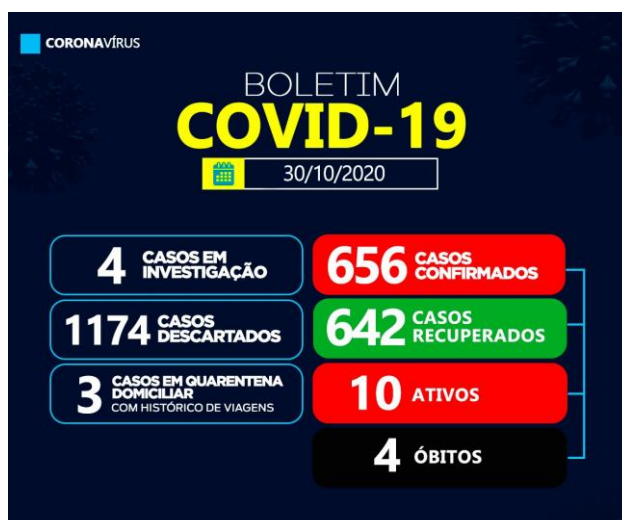 CORONAVÍRUS
BOLETIM
COVID-19
30/10/2020
4 CASOS EM
INVESTIGAÇÃO
1174 CASOS
DESCARTADOS
3 CASOS EM QUARENTENA
DOMICILIAR
COM HISTÓRICO DE VIAGENS
656 CASOS
CONFIRMADOS
642 CASOS
RECUPERADOS
10 ATIVOS
4 ÓBITOS